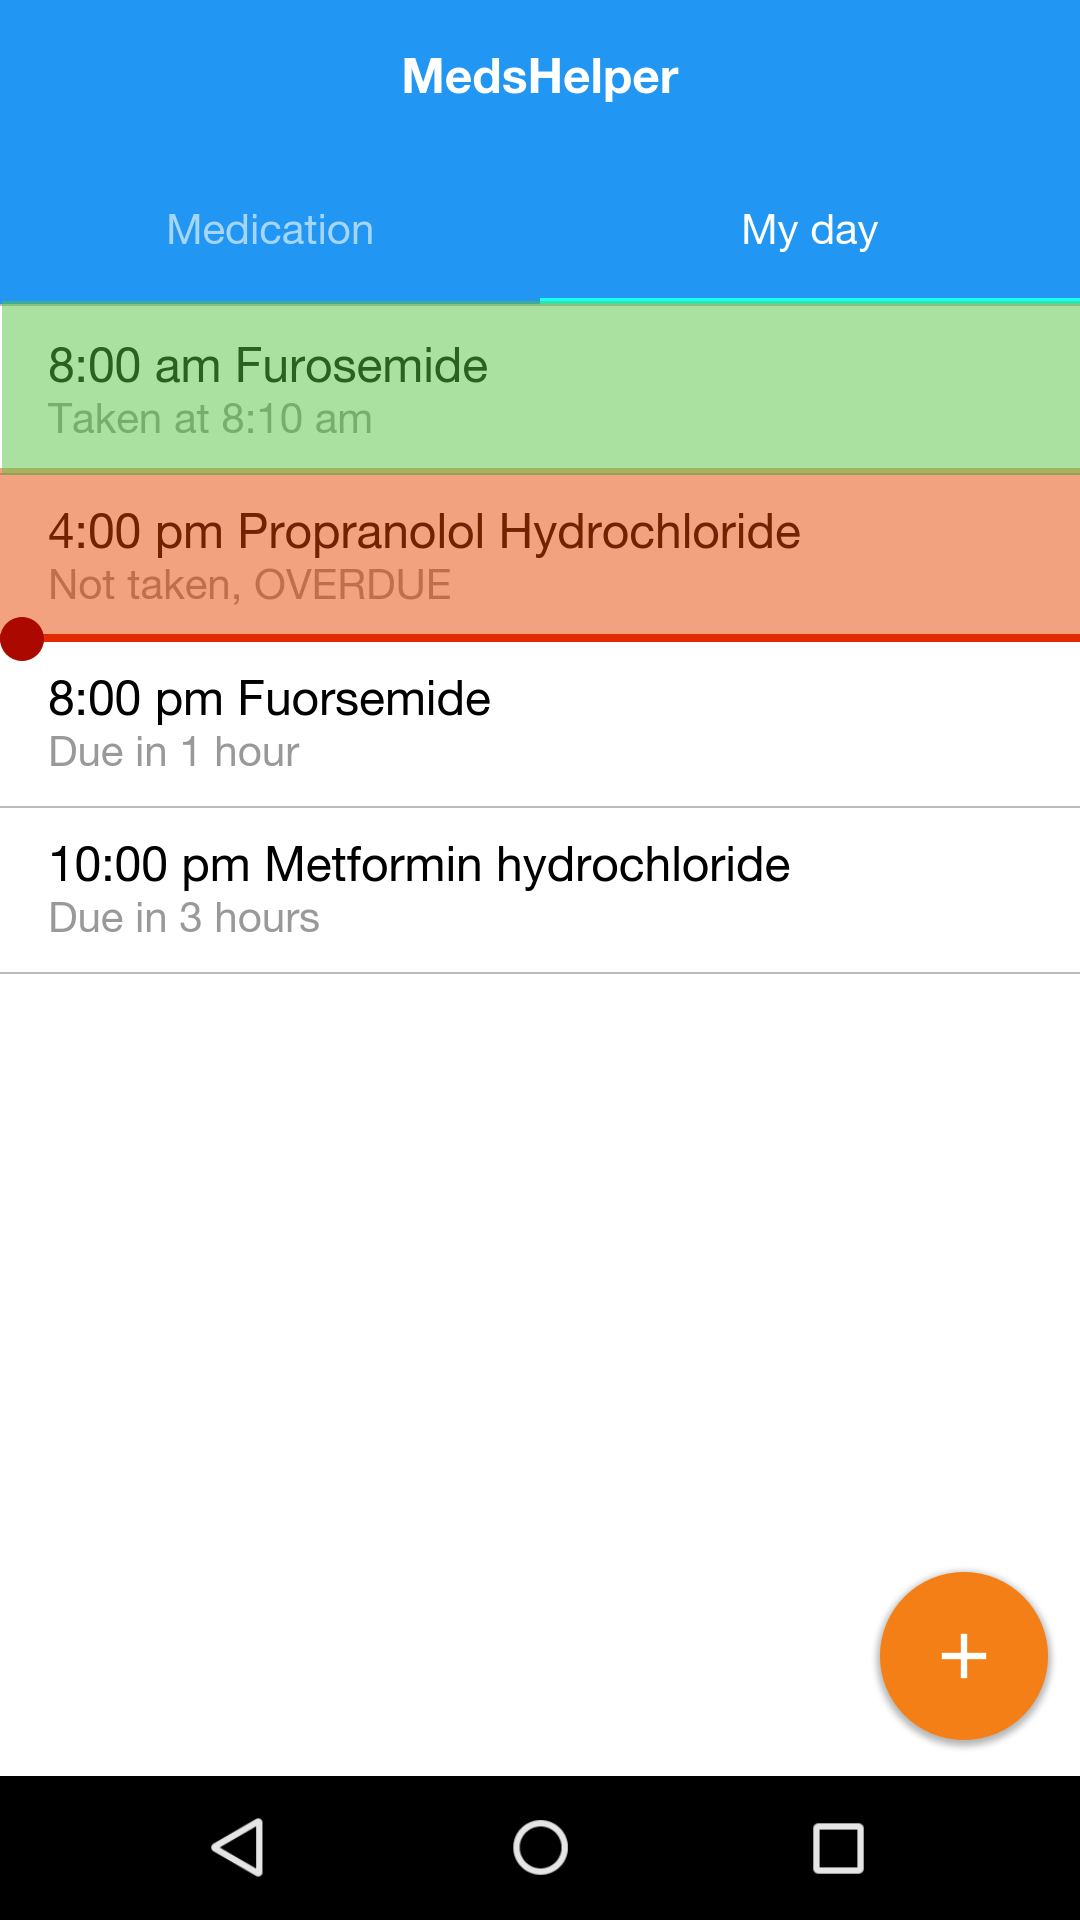 MedsHelper
Medication
My day
8:00 am Furosemide
Taken at 8:10 am
4:00 pm Propranolol Hydrochloride
Not taken, OVERDUE
8:00 pm Fuorsemide
Due in 1 hour
10:00 pm Metformin hydrochloride
Due in 3 hours
+